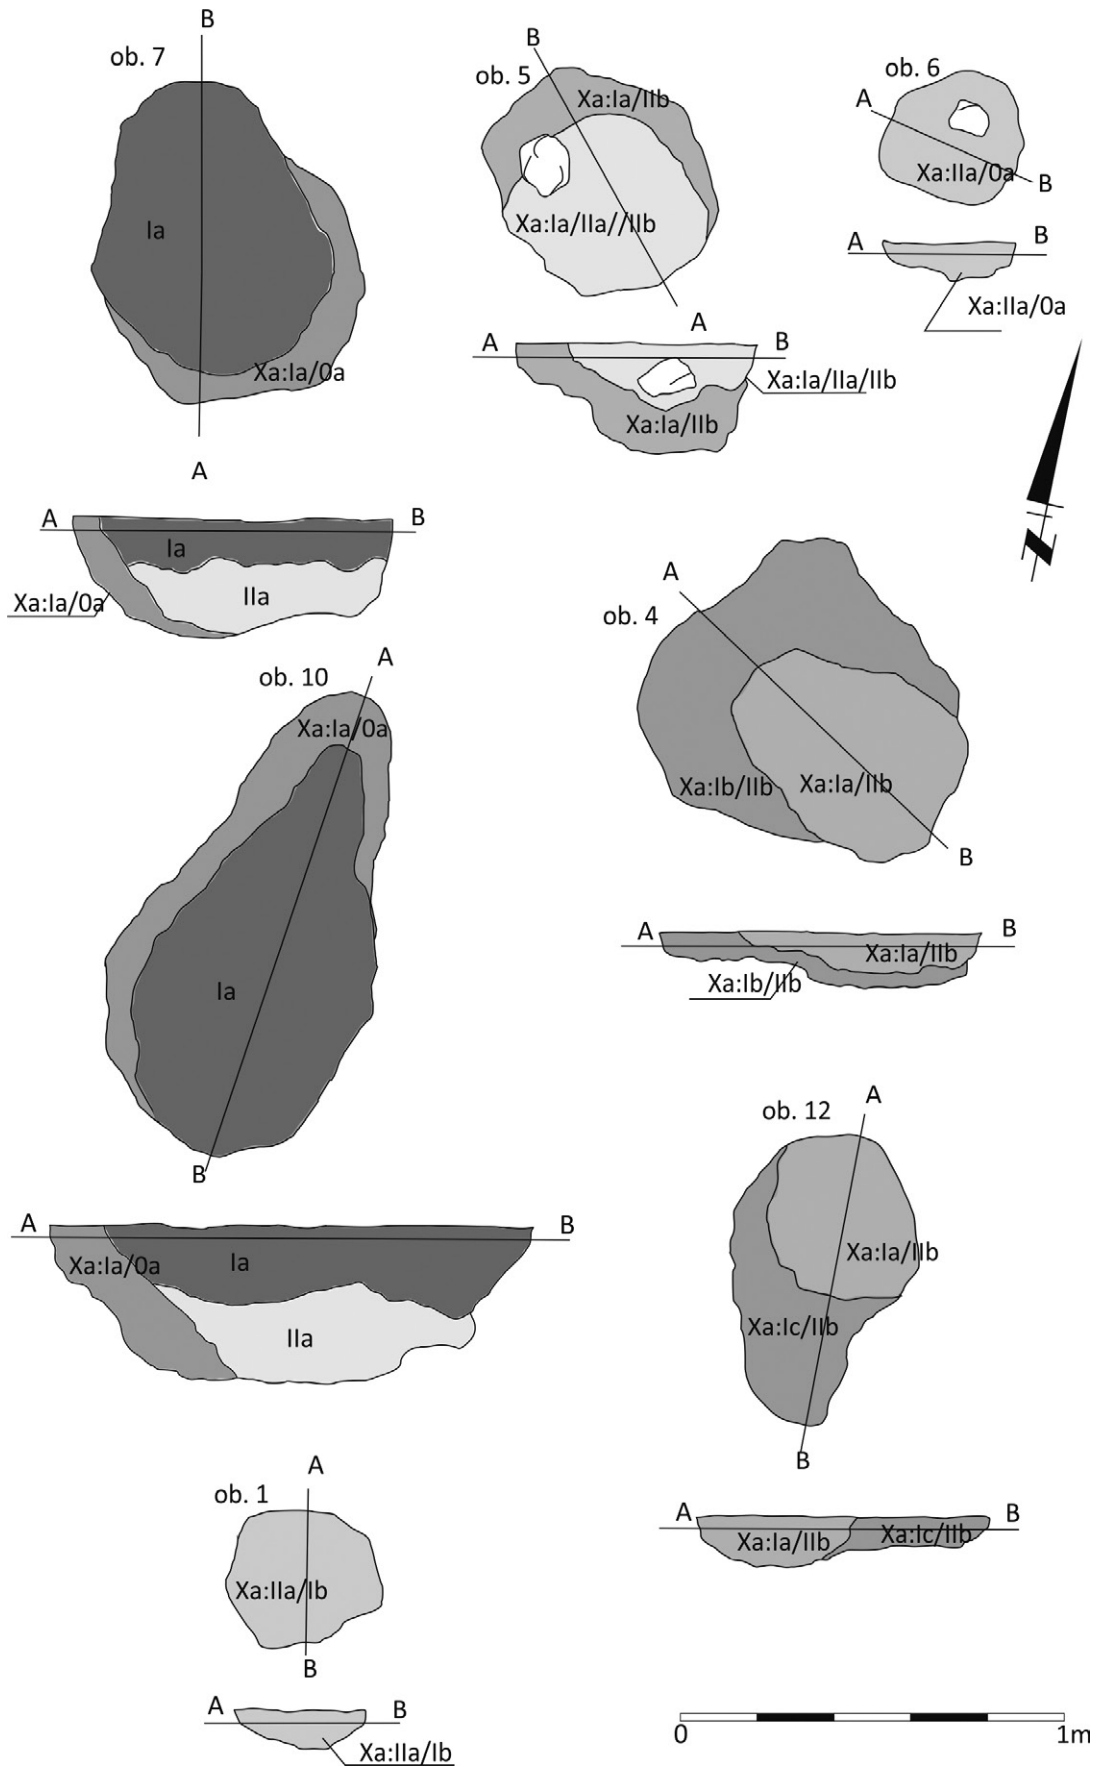 B
ob. 7
Ia
Xa:Ia/0a
A
A
B
Ia
IIa
Xa:Ia/0a
B
ob. 5
Xa:Ia/IIb
Xa:Ia/IIa//IIb
A
A
B
Xa:Ia/IIa/IIb
Xa:Ia/IIb
ob. 6
A
Xa:IIa/0a
B
A
B
Xa:IIa/0a
A
ob. 4
Xa:Ib/IIb
Xa:Ia/IIb
B
A
B
Xa:Ia/IIb
Xa:Ib/IIb
A
ob. 10
Xa:Ia/0a
Ia
B
A
B
Xa:Ia/0a
Ia
IIa
A
ob. 12
Xa:Ia/IIb
Xa:Ic/IIb
B
A
B
Xa:Ia/IIb
Xa:Ic/IIb
A
ob. 1
Xa:IIa/Ib
B
A
B
Xa:IIa/Ib
0
1m